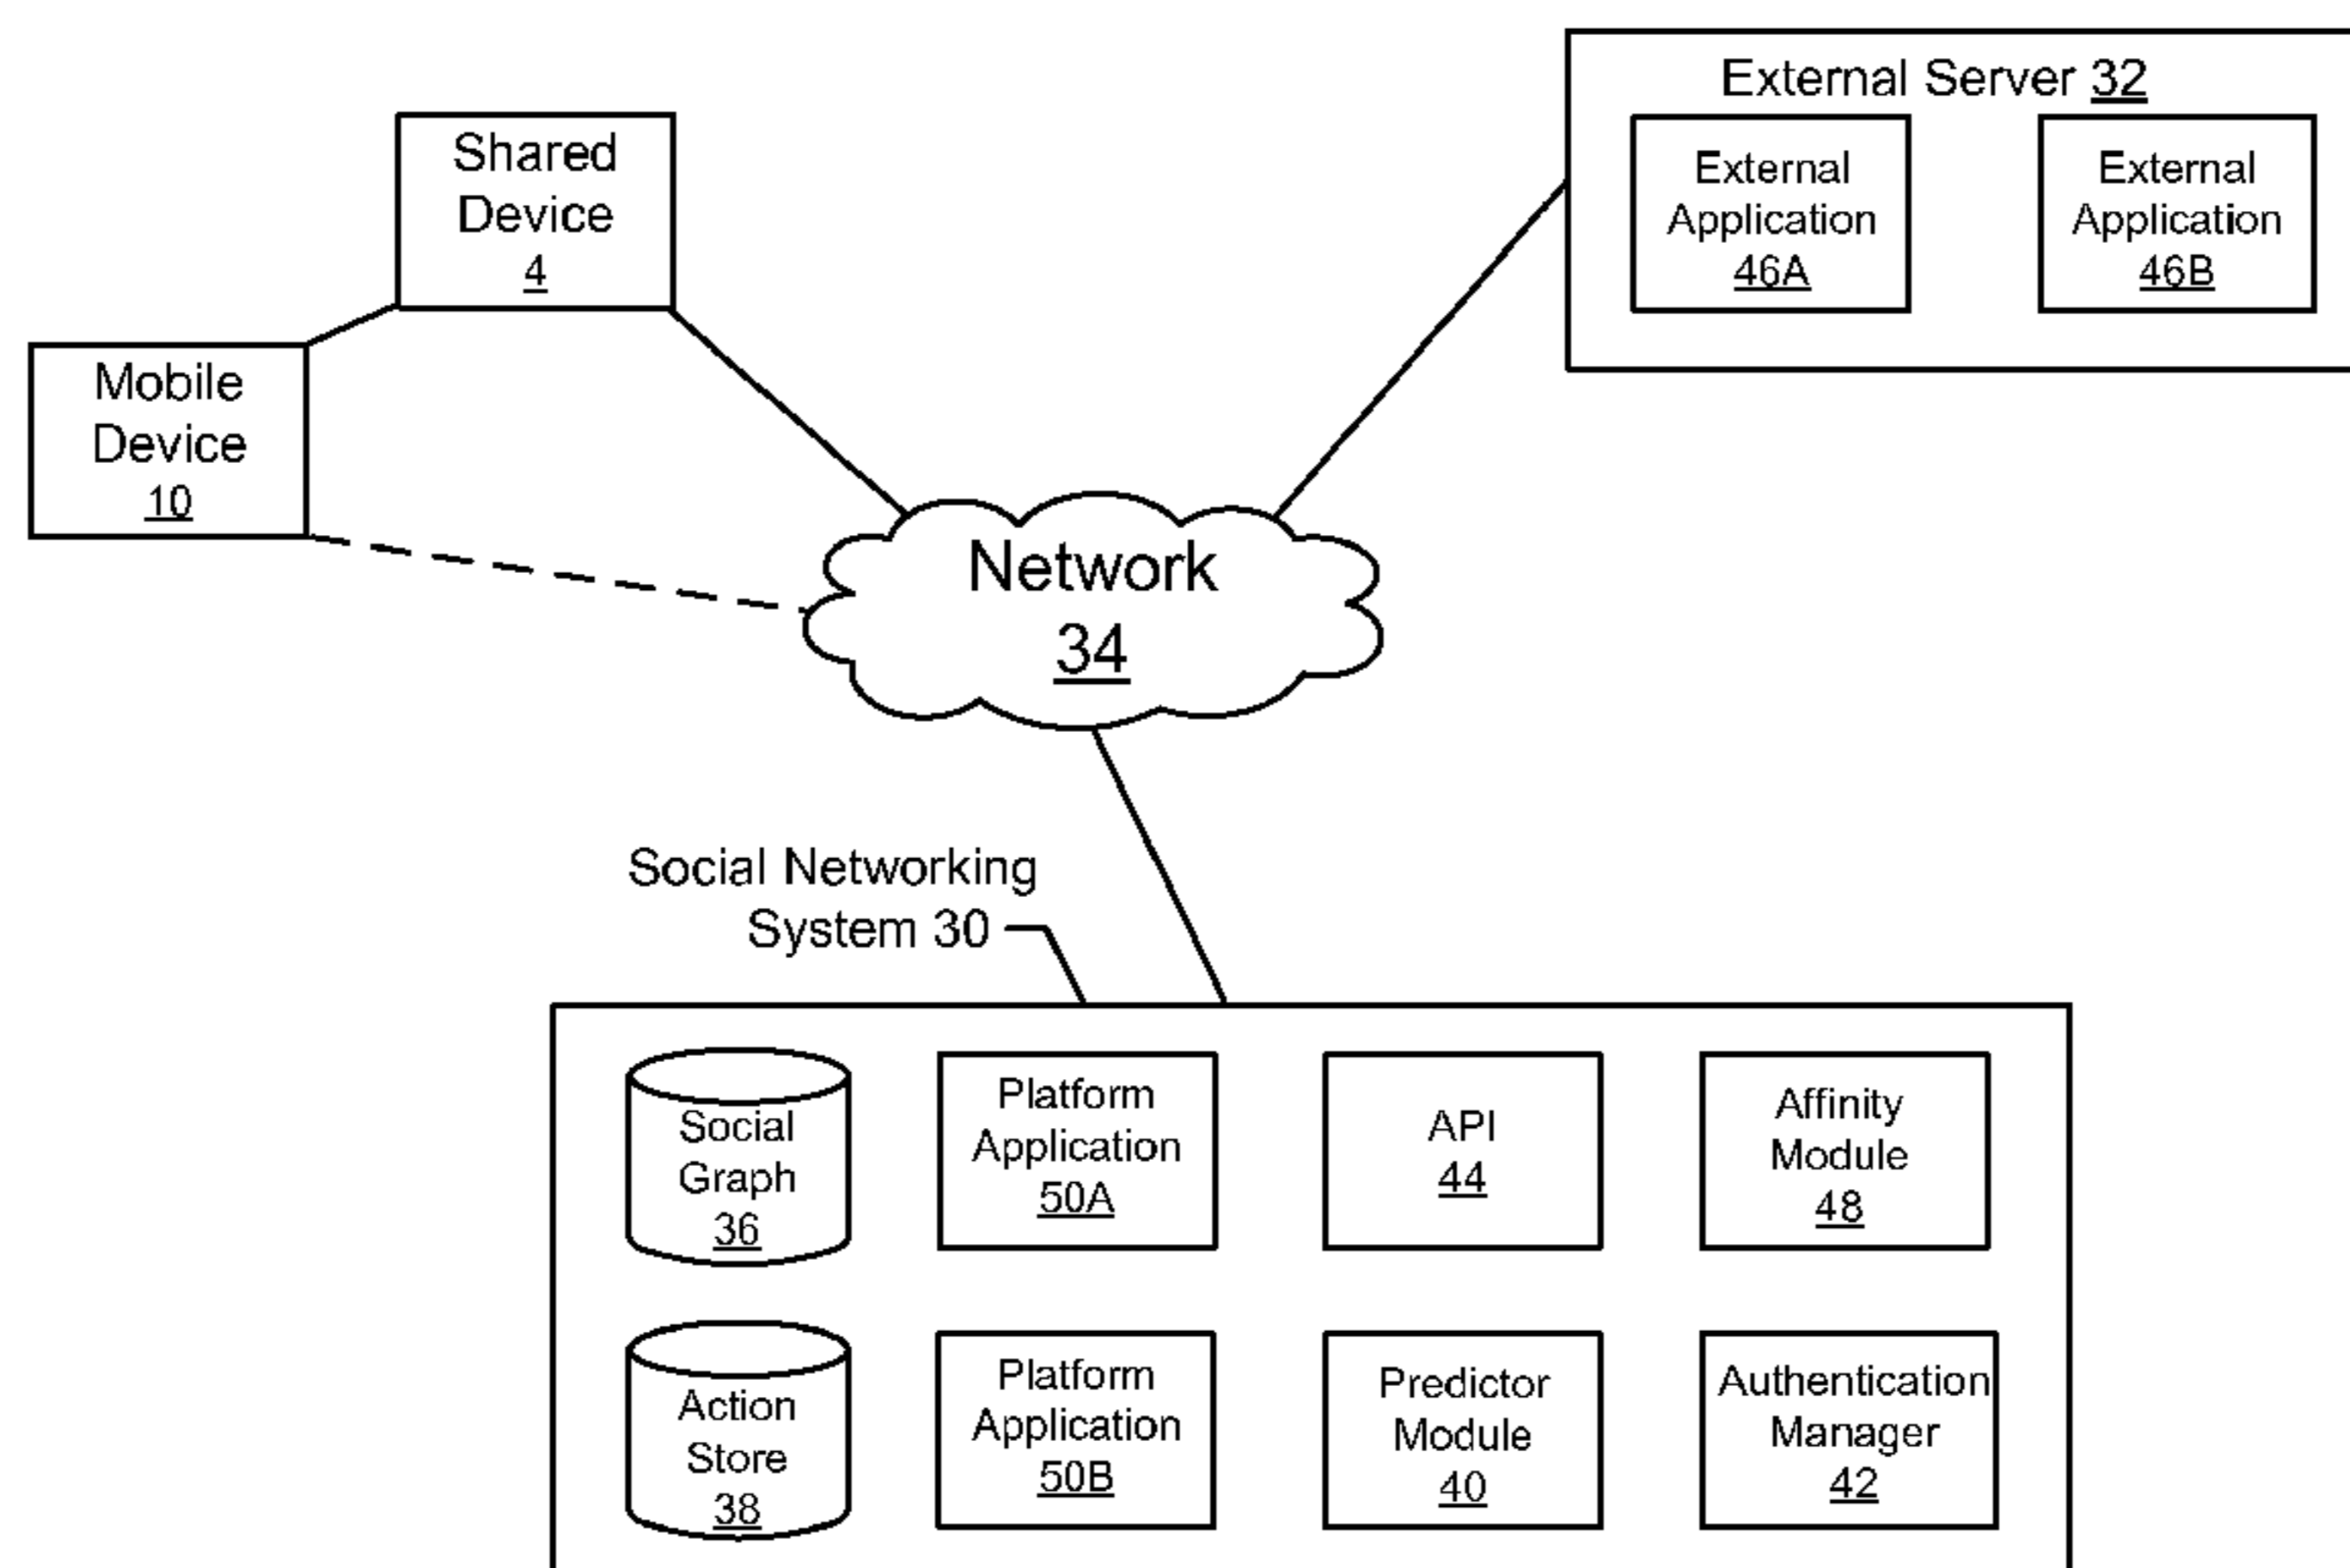 External Server 32
External
Application
46A
External
Application
46B
Shared
Device
4
Mobile
Device
10
Network
34
Social Networking
System 30
Social
Graph
36
Platform
Application
50A
API
44
Affinity
Module
48
Action
Store
38
Platform
Application
50B
Predictor
Module
40
Authentication
Manager
42